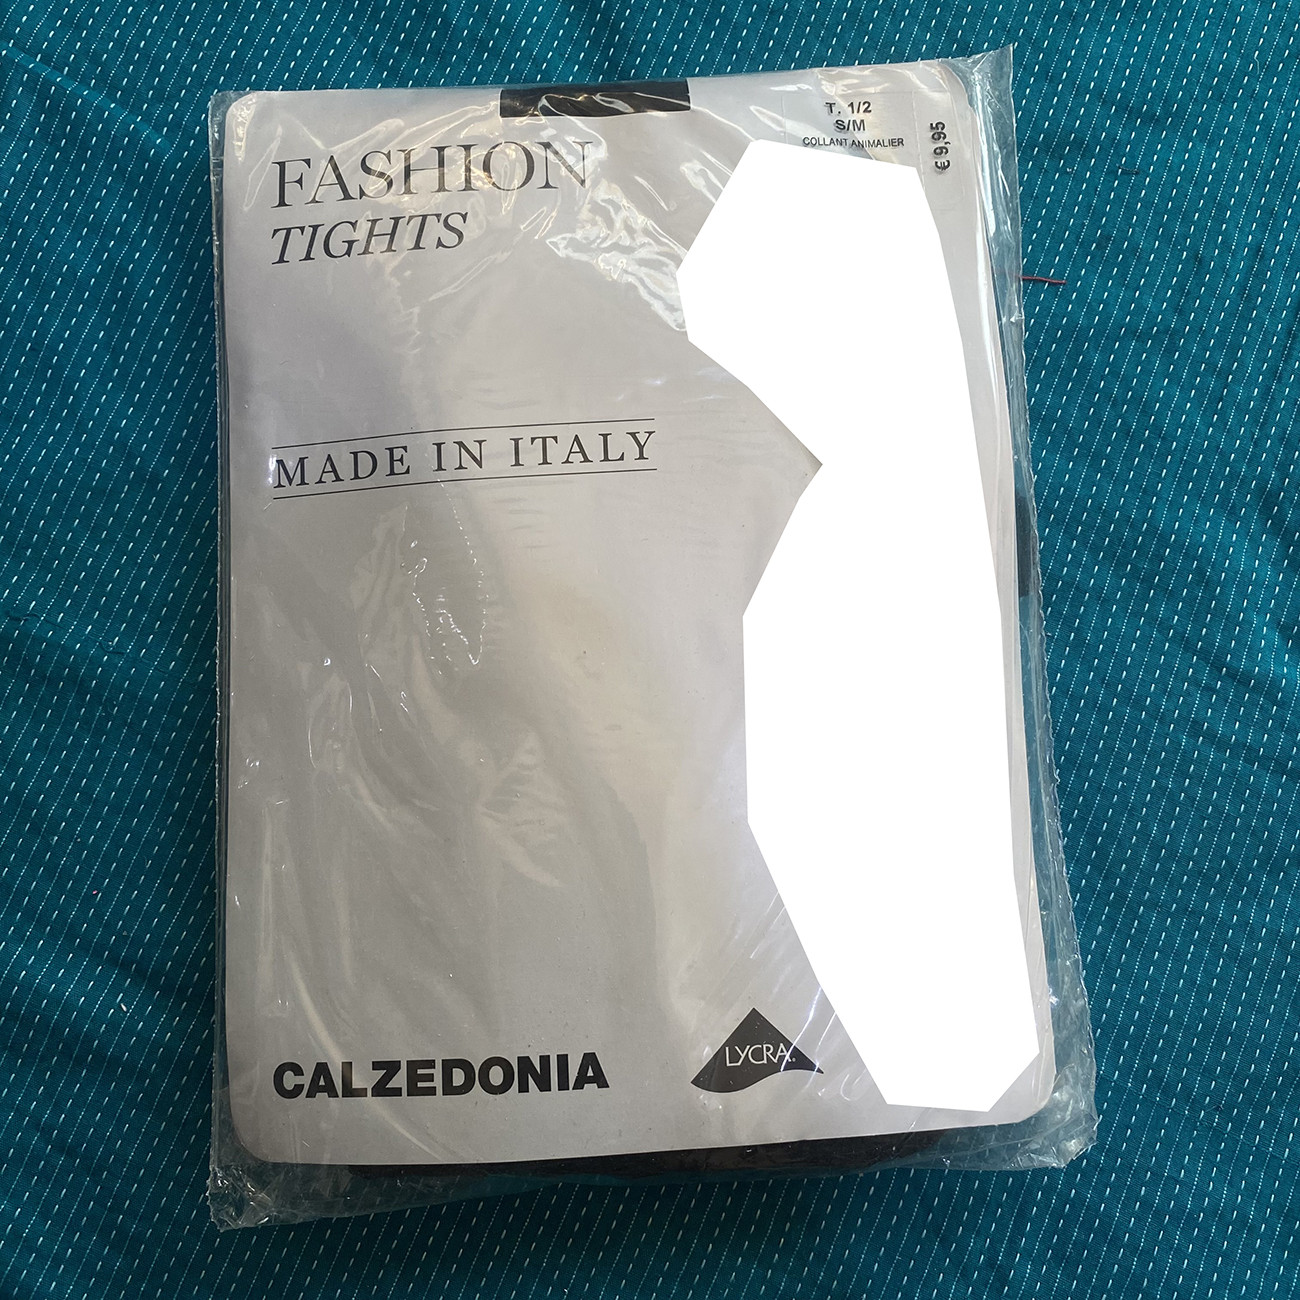 T. 1/2
S/M
COLLANT ANIMALIER
€9,95
FASHION
TIGHTS
MADE IN ITALY
CALZEDONIA
LYCRA.